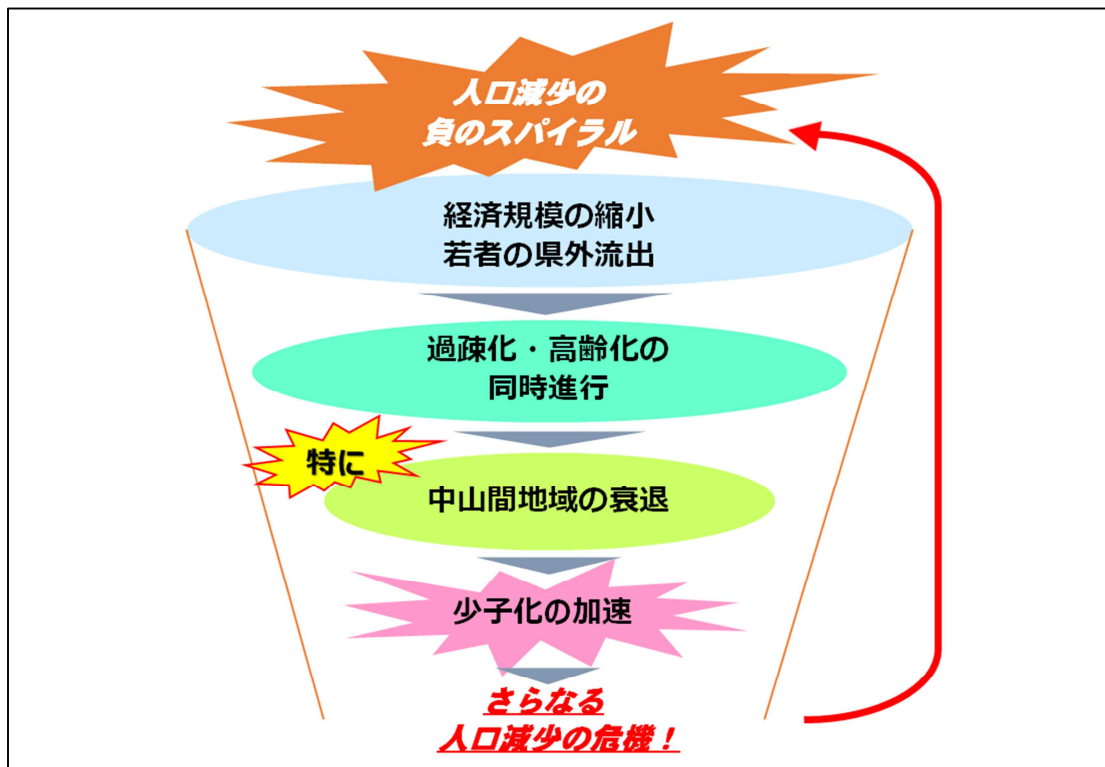 人口減少の
負のスパイラル
経済規模の縮小
若者の県外流出
過疎化・高齢化の
同時進行
特に
中山間地域の衰退
少子化の加速
さらなる
人口減少の危機！